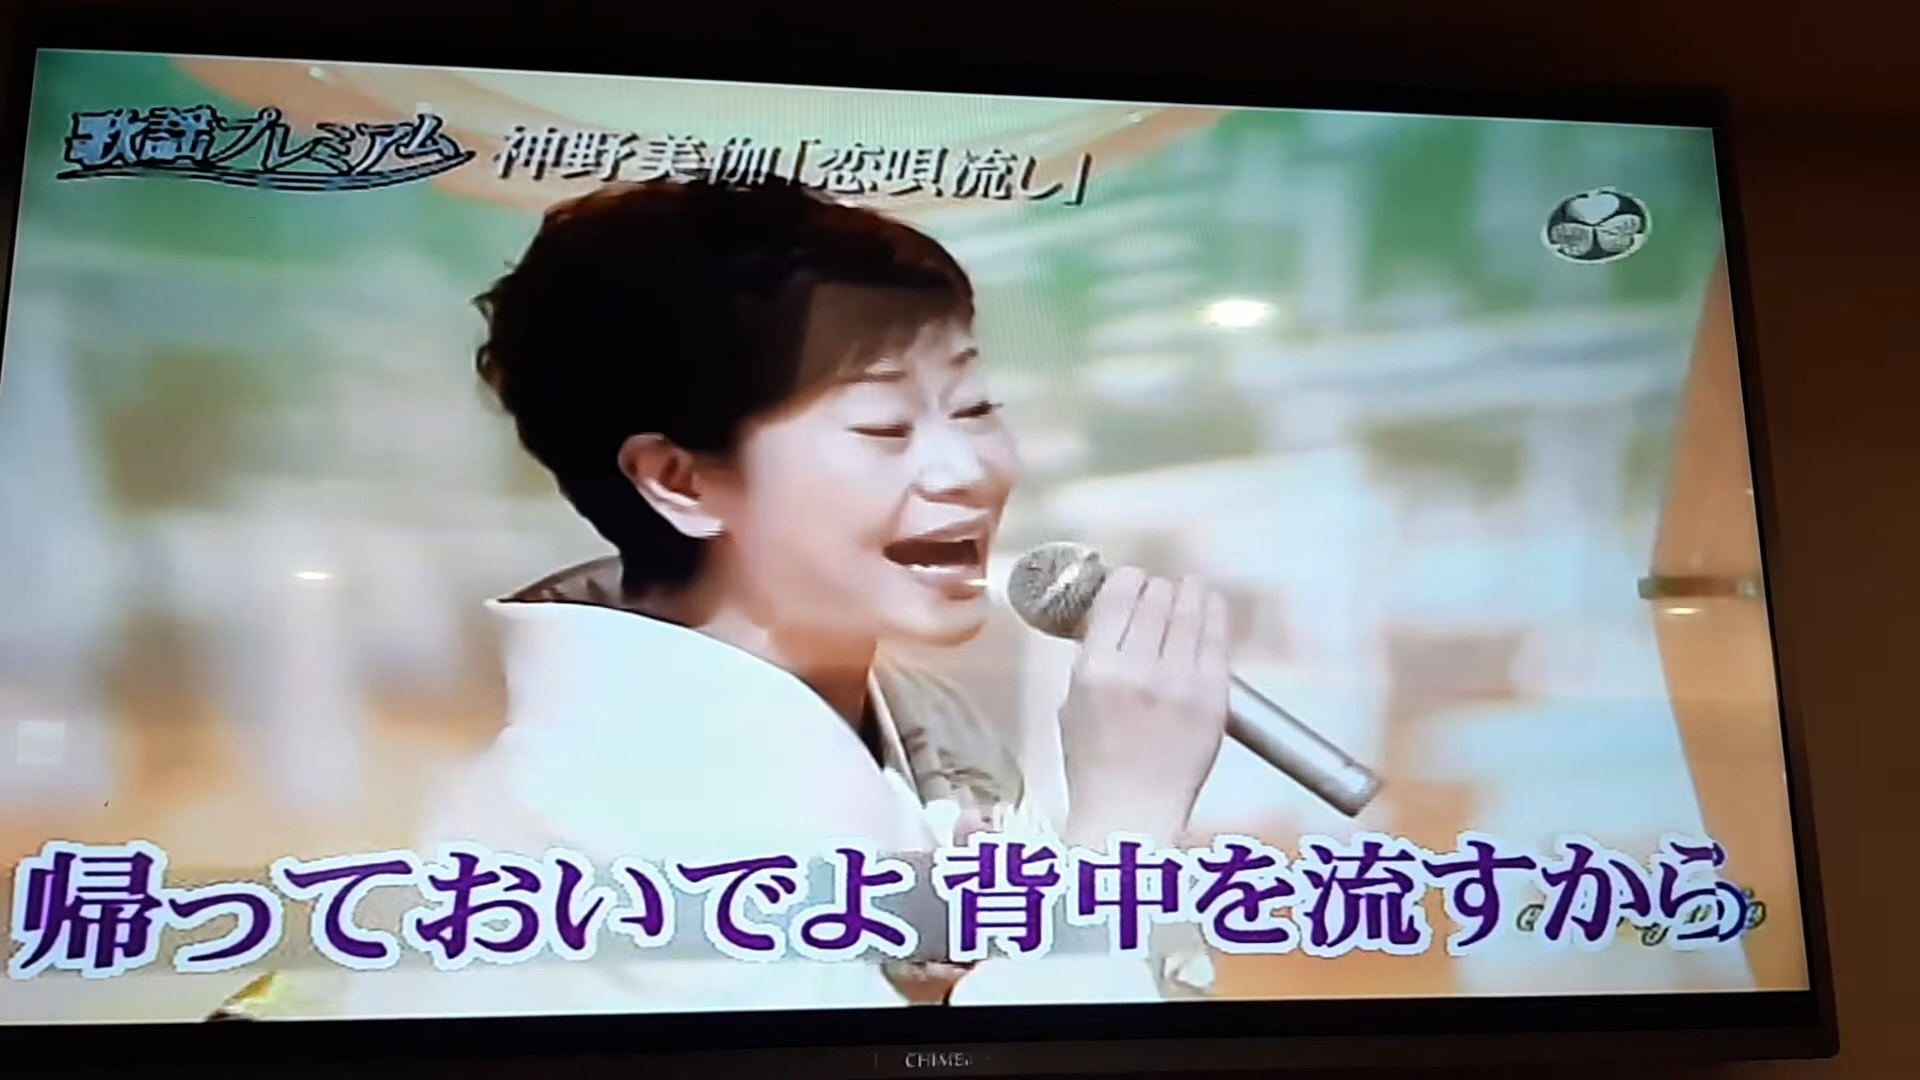 歌謡プレミアム
神野美伽「恋唄流し」
帰っておいでよ 背中を流すから